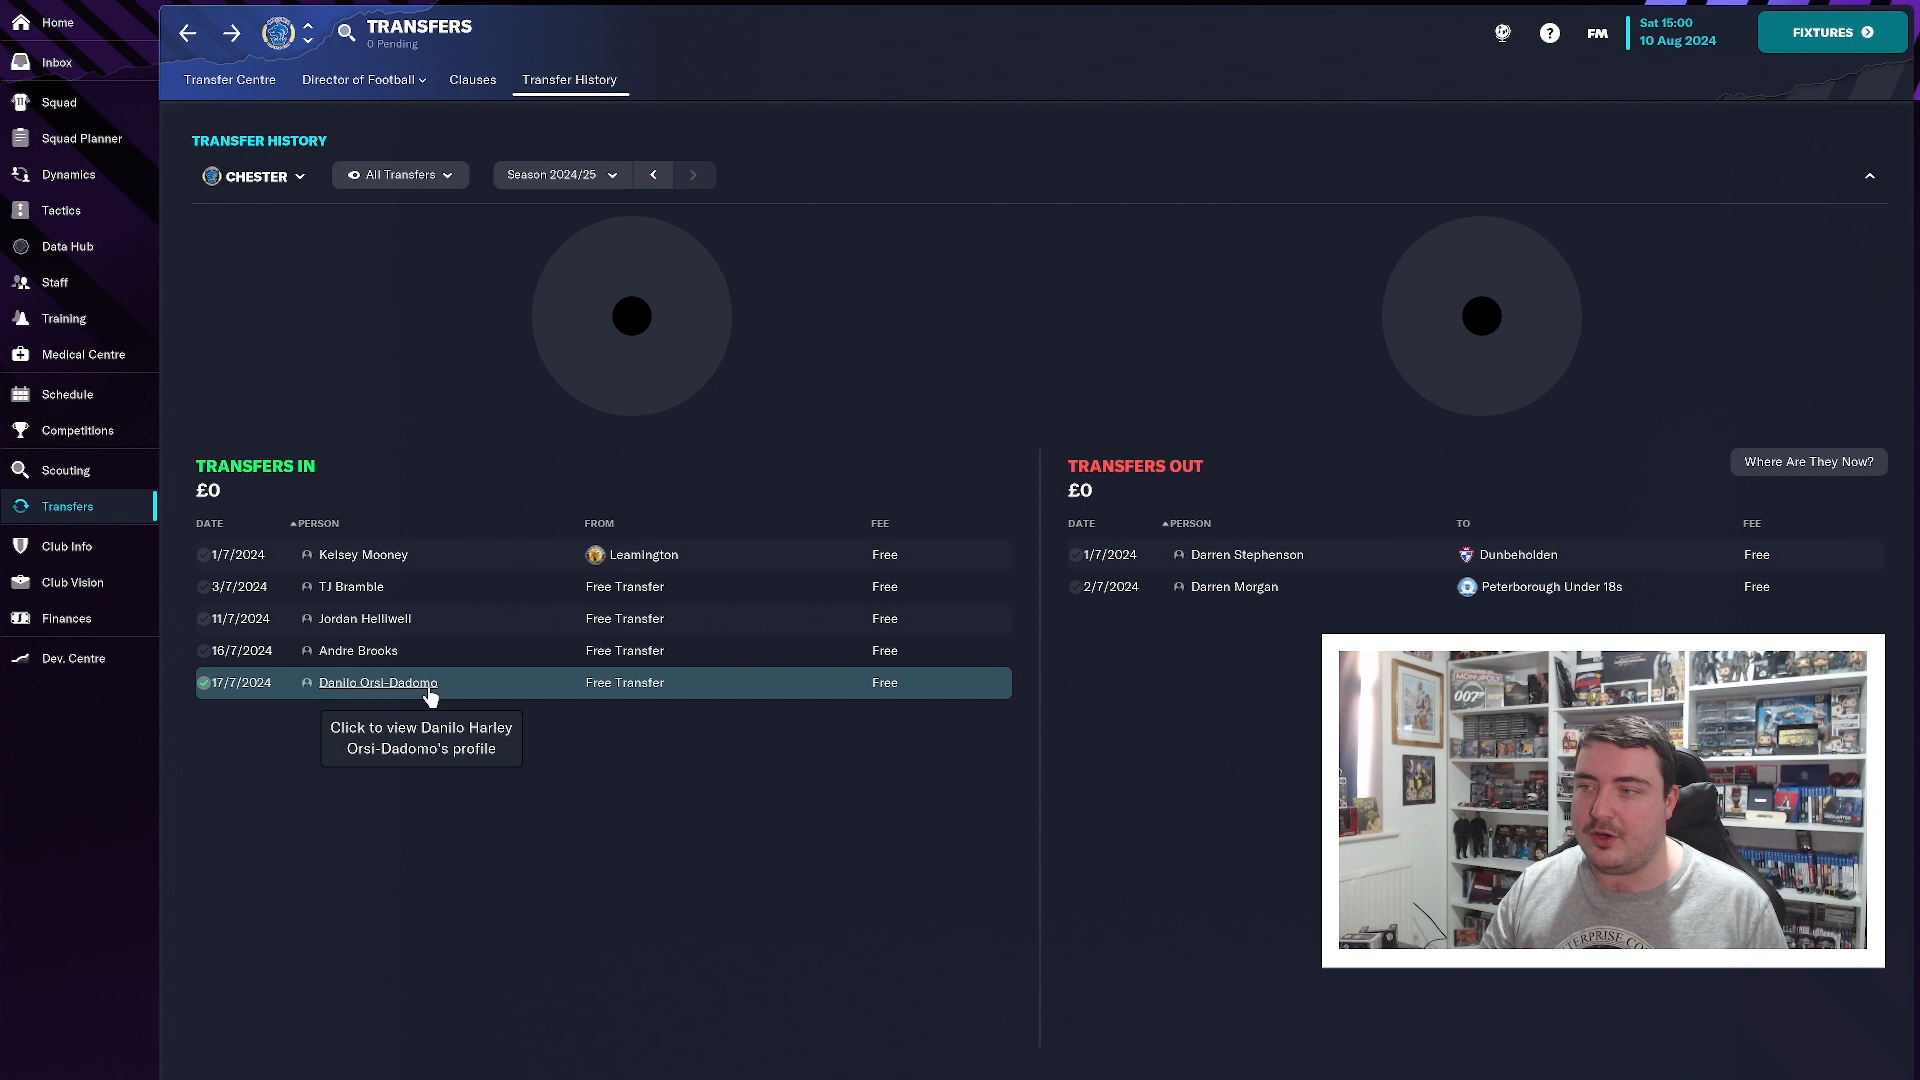 Home
Inbox
Squad
Squad Planner
Dynamics
Tactics
Data Hub
Staff
Training
Medical Centre
Schedule
Competitions
Scouting
Transfers
Club Info
Club Vision
Finances
Dev. Centre
TRANSFERS
0 Pending
FM
Sat 15:00
10 Aug 2024
FIXTURES
Transfer Centre Director of Football Clauses Transfer History
TRANSFER HISTORY
CHESTER All Transfers Season 2024/25
TRANSFERS IN
£0
DATE PERSON FROM FEE
1/7/2024 Kelsey Mooney Leamington Free
3/7/2024 TJ Bramble Free Transfer Free
11/7/2024 Jordan Helliwell Free Transfer Free
16/7/2024 Andre Brooks Free Transfer Free
17/7/2024 Danilo Orsi-Dadomo Free Transfer Free
Click to view Danilo Harley
Orsi-Dadomo's profile
TRANSFERS OUT
£0
Where Are They Now?
DATE PERSON TO FEE
1/7/2024 Darren Stephenson Dunbeholden Free
2/7/2024 Darren Morgan Peterborough Under 18s Free
MONOPOLY
007
UNCHARTED